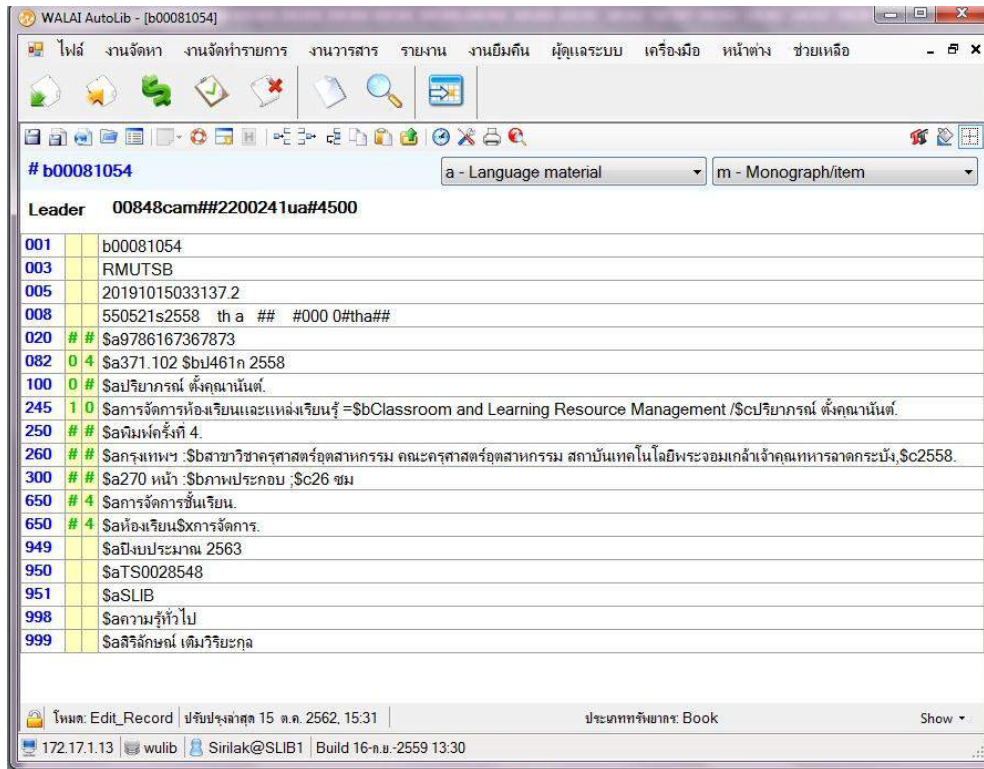 WALAI AutoLib - [b00081054]
ไฟล์ งานจัดหา งานจัดทำรายการ งานวารสาร รายงาน งานยืมคืน ผู้ดูแลระบบ เครื่องมือ หน้าต่าง ช่วยเหลือ
# b00081054 a - Language material m - Monograph/item
Leader 00848cam##2200241ua#4500
001 b00081054
003 RMUTSB
005 20191015033137.2
008 550521s2558 th a ## #000 0#tha##
020 # # $a9786167367873
082 0 4 $a371.102 $bป461ก 2558
100 0 # $aปริยาภรณ์ ตั้งคุณานันต์.
245 1 0 $aการจัดการห้องเรียนและแหล่งเรียนรู้ =$bClassroom and Learning Resource Management /$cปริยาภรณ์ ตั้งคุณานันต์.
250 # # $aพิมพ์ครั้งที่ 4.
260 # # $aกรุงเทพฯ :$bสาขาวิชาครุศาสตร์อุตสาหกรรม คณะครุศาสตร์อุตสาหกรรม สถาบันเทคโนโลยีพระจอมเกล้าเจ้าคุณทหารลาดกระบัง,$c2558.
300 # # $a270 หน้า :$bภาพประกอบ ;$c26 ซม
650 # 4 $aการจัดการชั้นเรียน.
650 # 4 $aห้องเรียน$xการจัดการ.
949 $aปีงบประมาณ 2563
950 $aTS0028548
951 $aSLIB
998 $aความรู้ทั่วไป
999 $aสิริลักษณ์ เติมวิริยะกุล
โหมด: Edit_Record ปรับปรุงล่าสุด 15 ต.ค. 2562, 15:31 ประเภททรัพยากร: Book Show
172.17.1.13 wulib Sirilak@SLIB1 Build 16-ก.ย.-2559 13:30